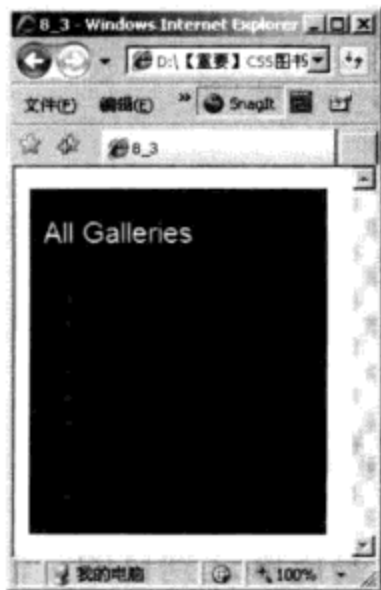 8_3 - Windows Internet Explorer
D:\【重要】CSS图书
文件(F) 编辑(E) » SnagIt
8_3
All Galleries
我的电脑 100%